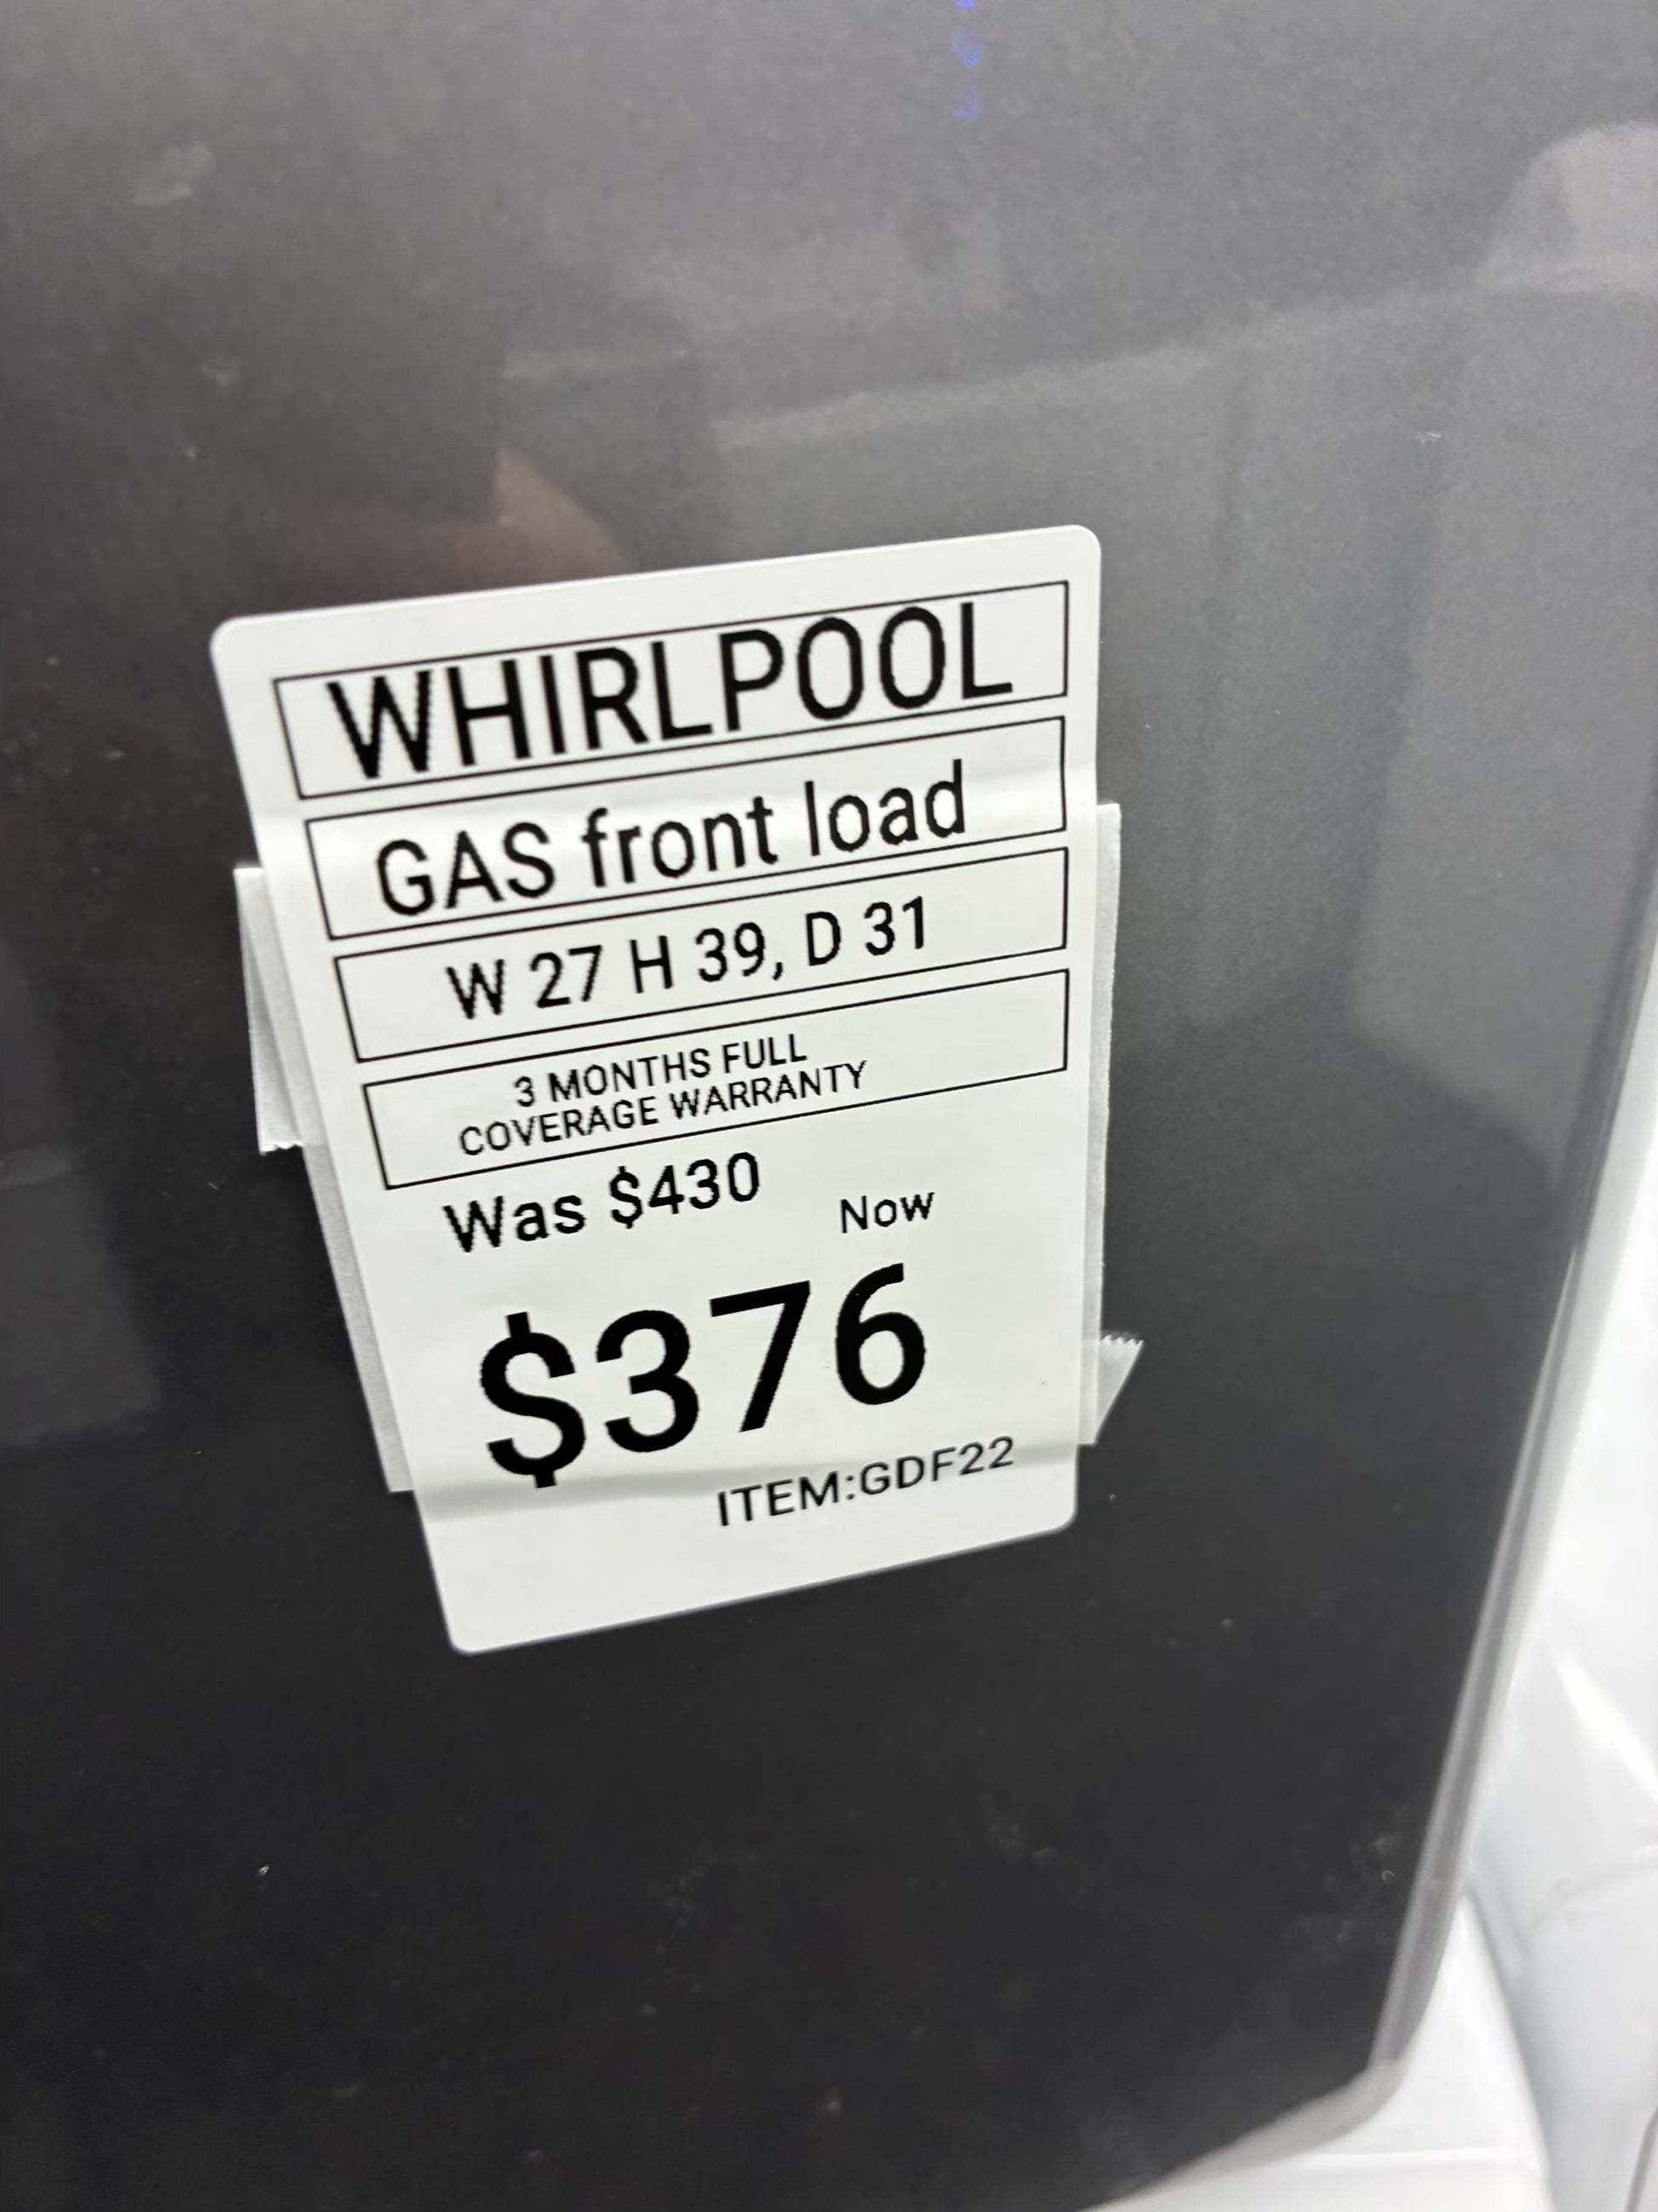 WHIRLPOOL
GAS front load
W 27 H 39, D 31
3 MONTHS FULL
COVERAGE WARRANTY
Was $430
Now
$376
ITEM:GDF22